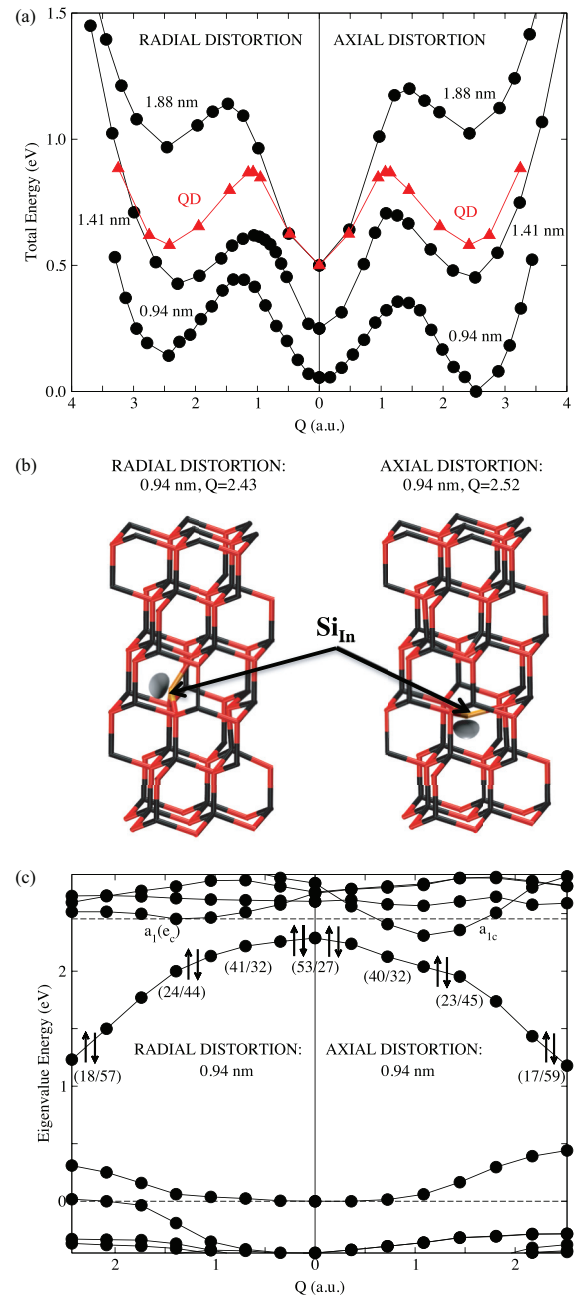 (a)
1.5
RADIAL DISTORTION
AXIAL DISTORTION
1.88 nm
1.88 nm
1.0
Total Energy (eV)
QD
QD
1.41 nm
1.41 nm
0.5
0.94 nm
0.94 nm
0.0
4 3 2 1 0 1 2 3 4
Q (a.u.)
(b)
RADIAL DISTORTION:
0.94 nm, Q=2.43
AXIAL DISTORTION:
0.94 nm, Q=2.52
Si_In
(c)
a₁(e_c)
a_1c
2
(53/27)
(41/32)
(40/32)
(24/44)
(23/45)
Eigenvalue Energy (eV)
RADIAL DISTORTION:
0.94 nm
AXIAL DISTORTION:
0.94 nm
(18/57)
(17/59)
1
0
2 1 0 1 2
Q (a.u.)